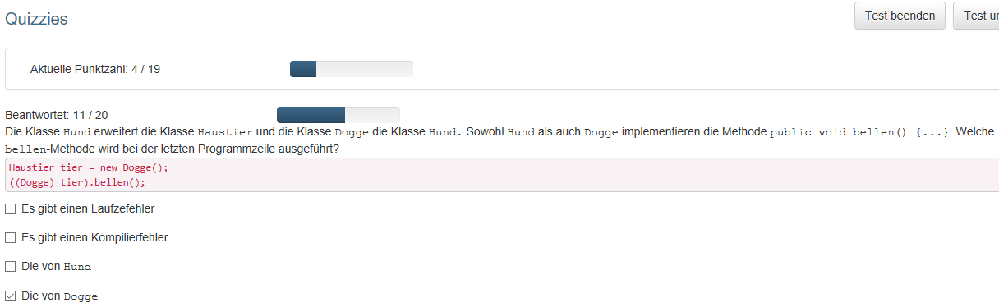 Quizzies
Test beenden
Test ur
Aktuelle Punktzahl: 4 / 19
Beantwortet: 11 / 20
Die Klasse Hund erweitert die Klasse Haustier und die Klasse Dogge die Klasse Hund. Sowohl Hund als auch Dogge implementieren die Methode public void bellen() {...}. Welche
bellen-Methode wird bei der letzten Programmzeile ausgeführt?
Haustier tier = new Dogge();
((Dogge) tier).bellen();
Es gibt einen Laufzefehler
Es gibt einen Kompilierfehler
Die von Hund
Die von Dogge